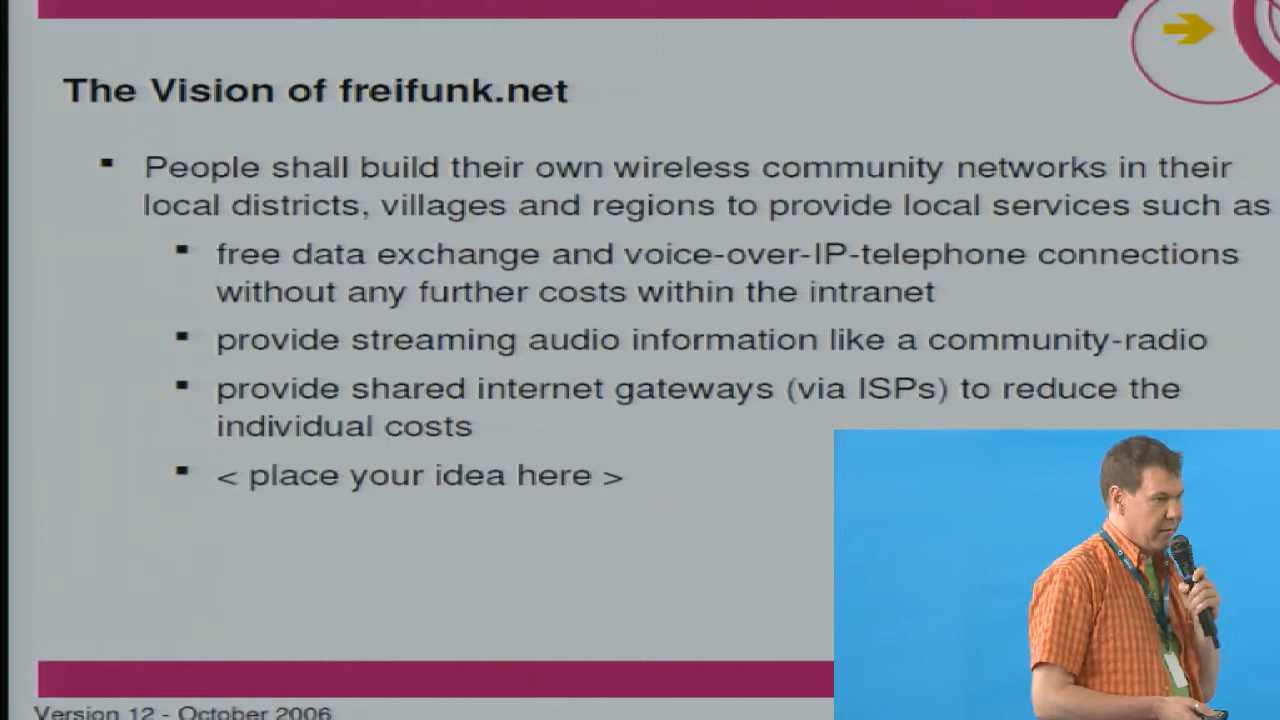 The Vision of freifunk.net
People shall build their own wireless community networks in their
local districts, villages and regions to provide local services such as
free data exchange and voice-over-IP-telephone connections
without any further costs within the intranet
provide streaming audio information like a community-radio
provide shared internet gateways (via ISPs) to reduce the
individual costs
< place your idea here >
Version 12 - October 2006